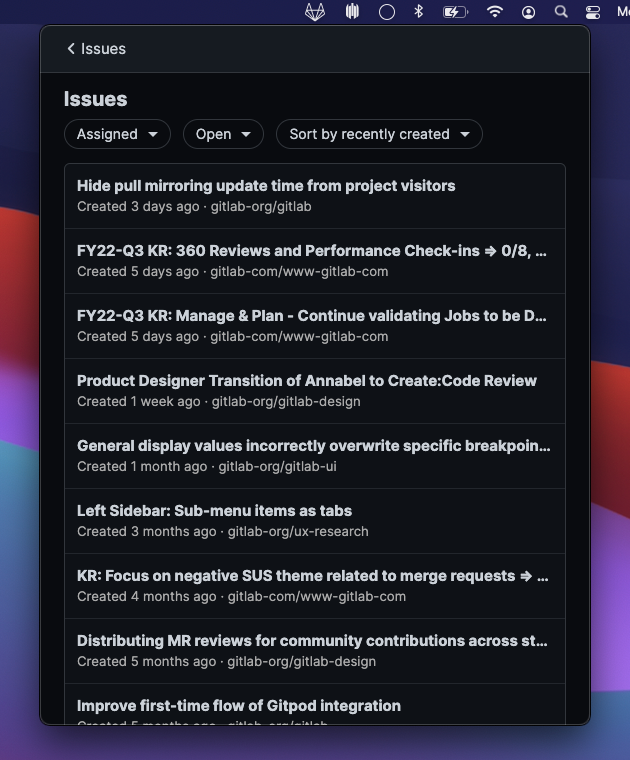 Issues
Issues
Assigned
Open
Sort by recently created
Hide pull mirroring update time from project visitors
Created 3 days ago · gitlab-org/gitlab
FY22-Q3 KR: 360 Reviews and Performance Check-ins => 0/8, ...
Created 5 days ago · gitlab-com/www-gitlab-com
FY22-Q3 KR: Manage & Plan - Continue validating Jobs to be D...
Created 5 days ago · gitlab-com/www-gitlab-com
Product Designer Transition of Annabel to Create:Code Review
Created 1 week ago · gitlab-org/gitlab-design
General display values incorrectly overwrite specific breakpoin...
Created 1 month ago · gitlab-org/gitlab-ui
Left Sidebar: Sub-menu items as tabs
Created 3 months ago · gitlab-org/ux-research
KR: Focus on negative SUS theme related to merge requests => ...
Created 4 months ago · gitlab-com/www-gitlab-com
Distributing MR reviews for community contributions across st...
Created 5 months ago · gitlab-org/gitlab-design
Improve first-time flow of Gitpod integration
Created 5 months ago · gitlab-org/gitlab